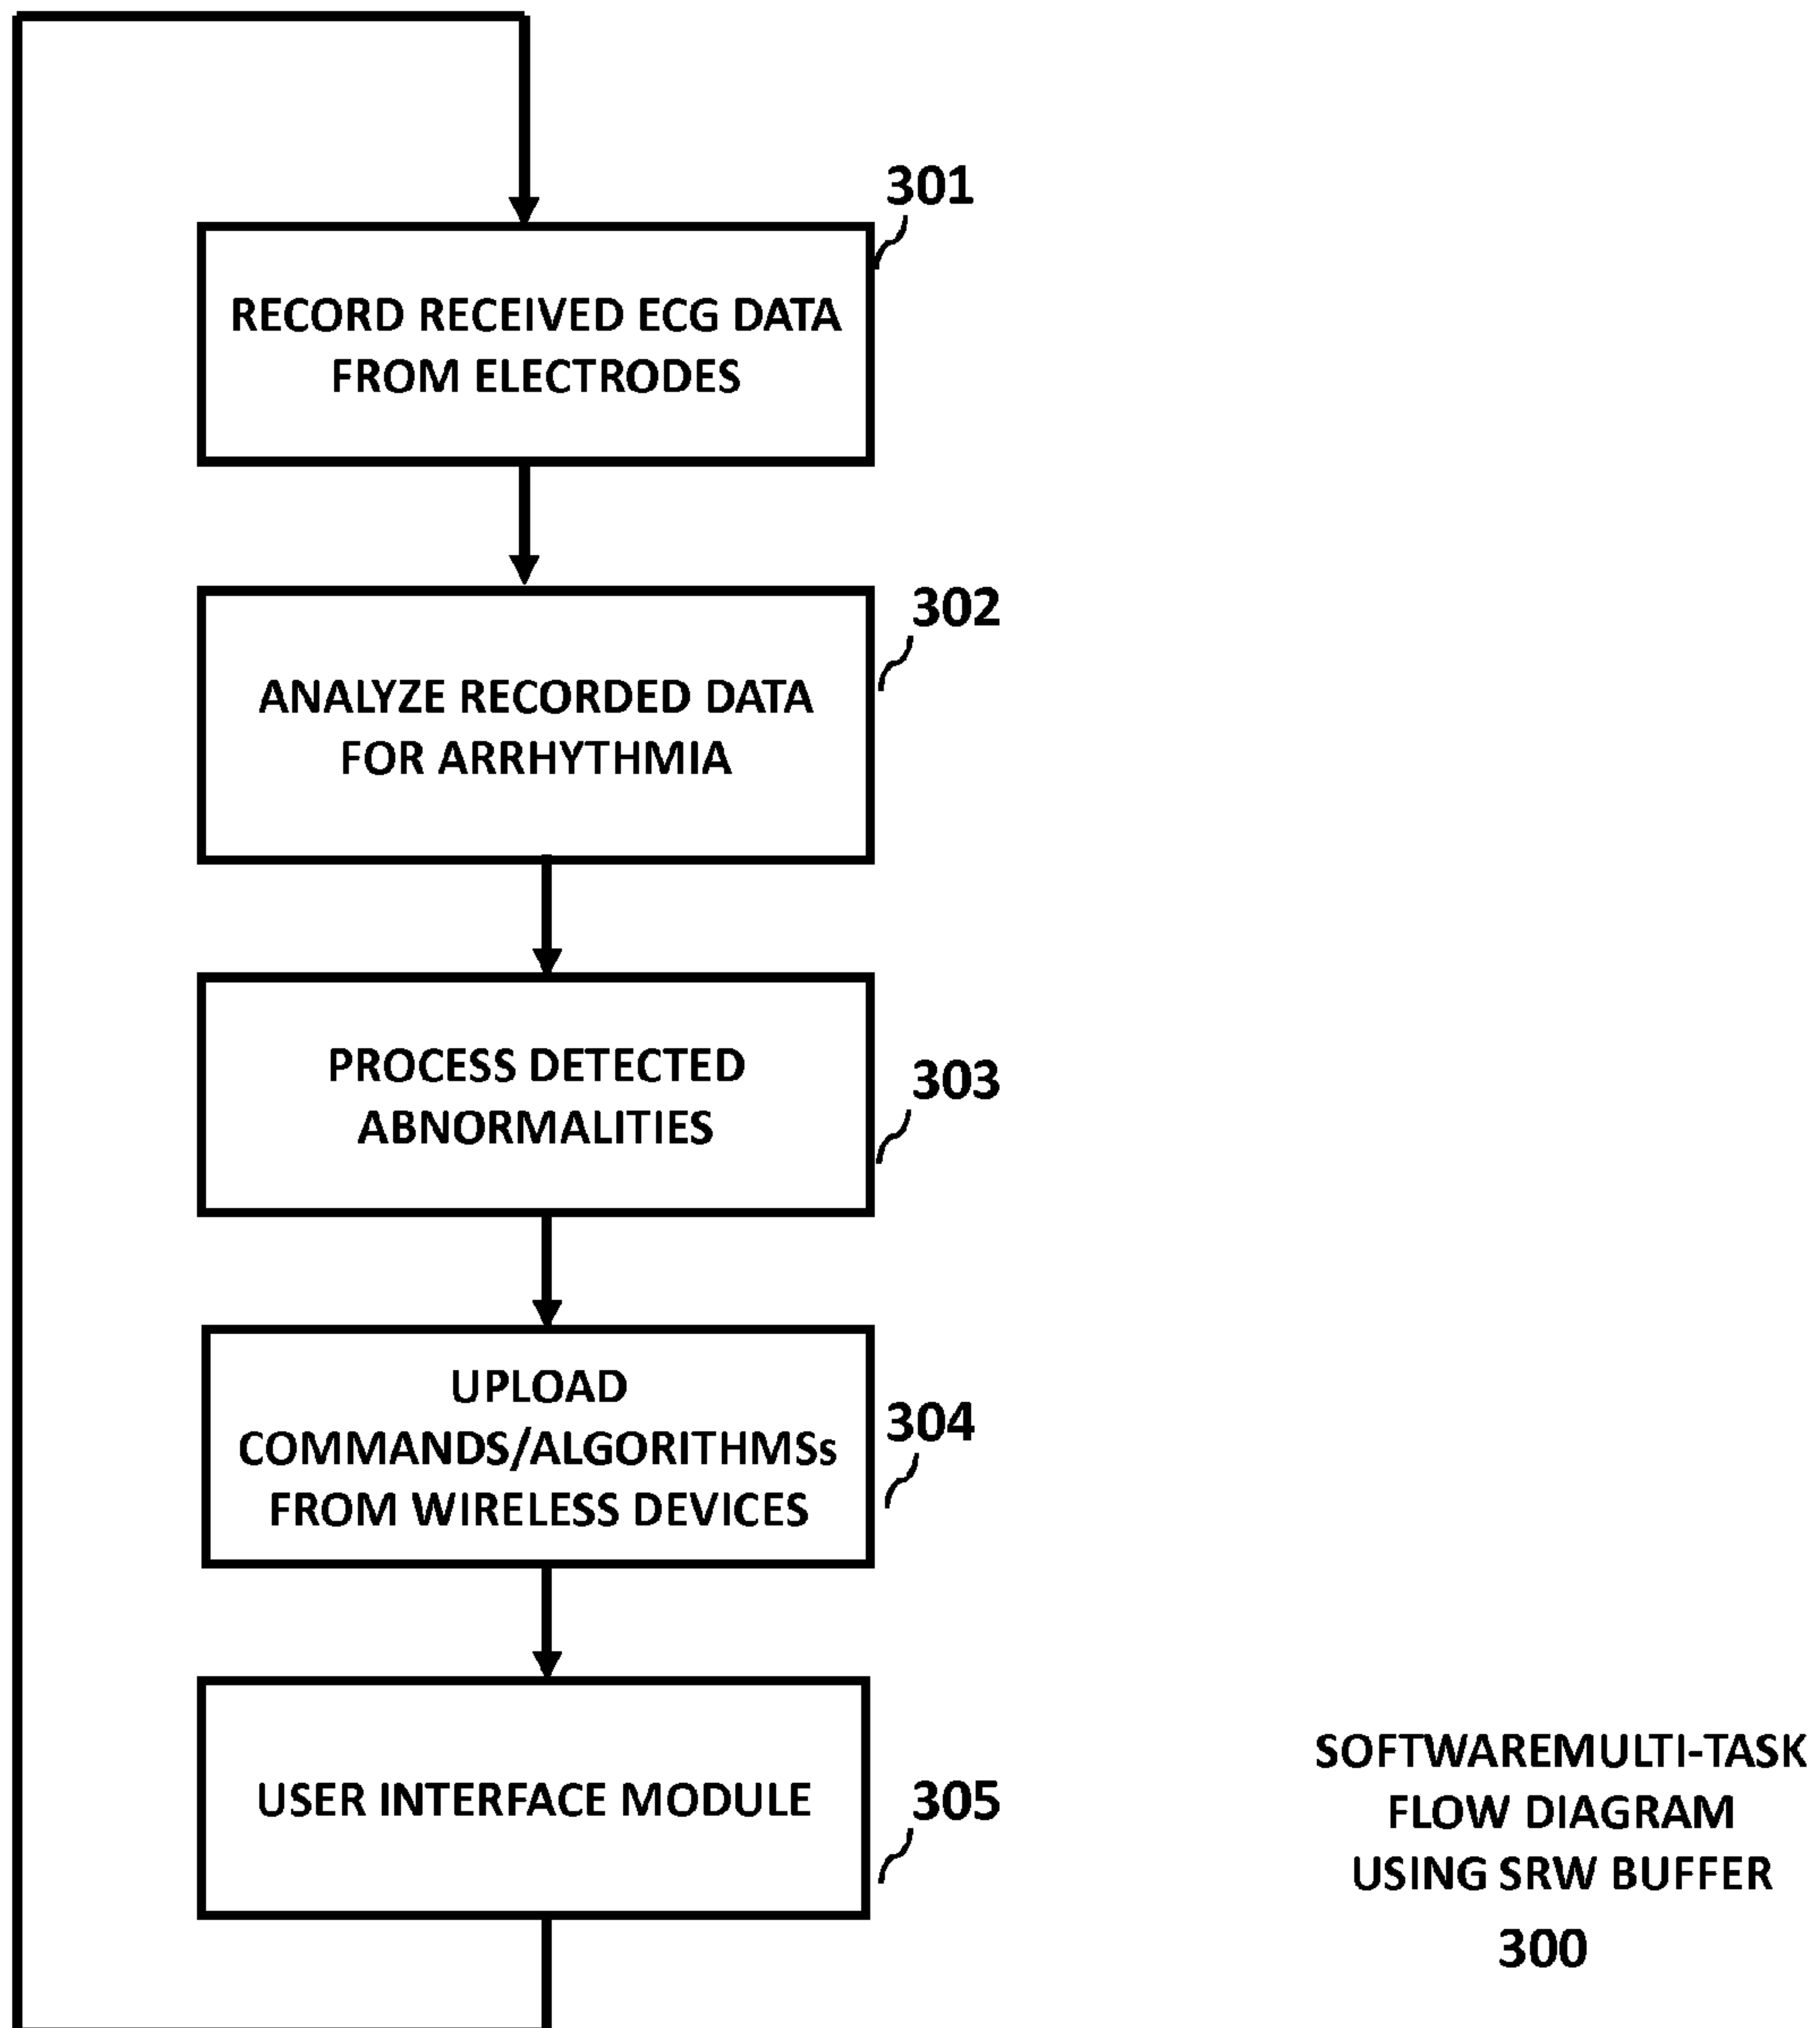 301
RECORD RECEIVED ECG DATA
FROM ELECTRODES
302
ANALYZE RECORDED DATA
FOR ARRHYTHMIA
303
PROCESS DETECTED
ABNORMALITIES
304
UPLOAD
COMMANDS/ALGORITHMSs
FROM WIRELESS DEVICES
305
USER INTERFACE MODULE
SOFTWAREMULTI-TASK
FLOW DIAGRAM
USING SRW BUFFER
300